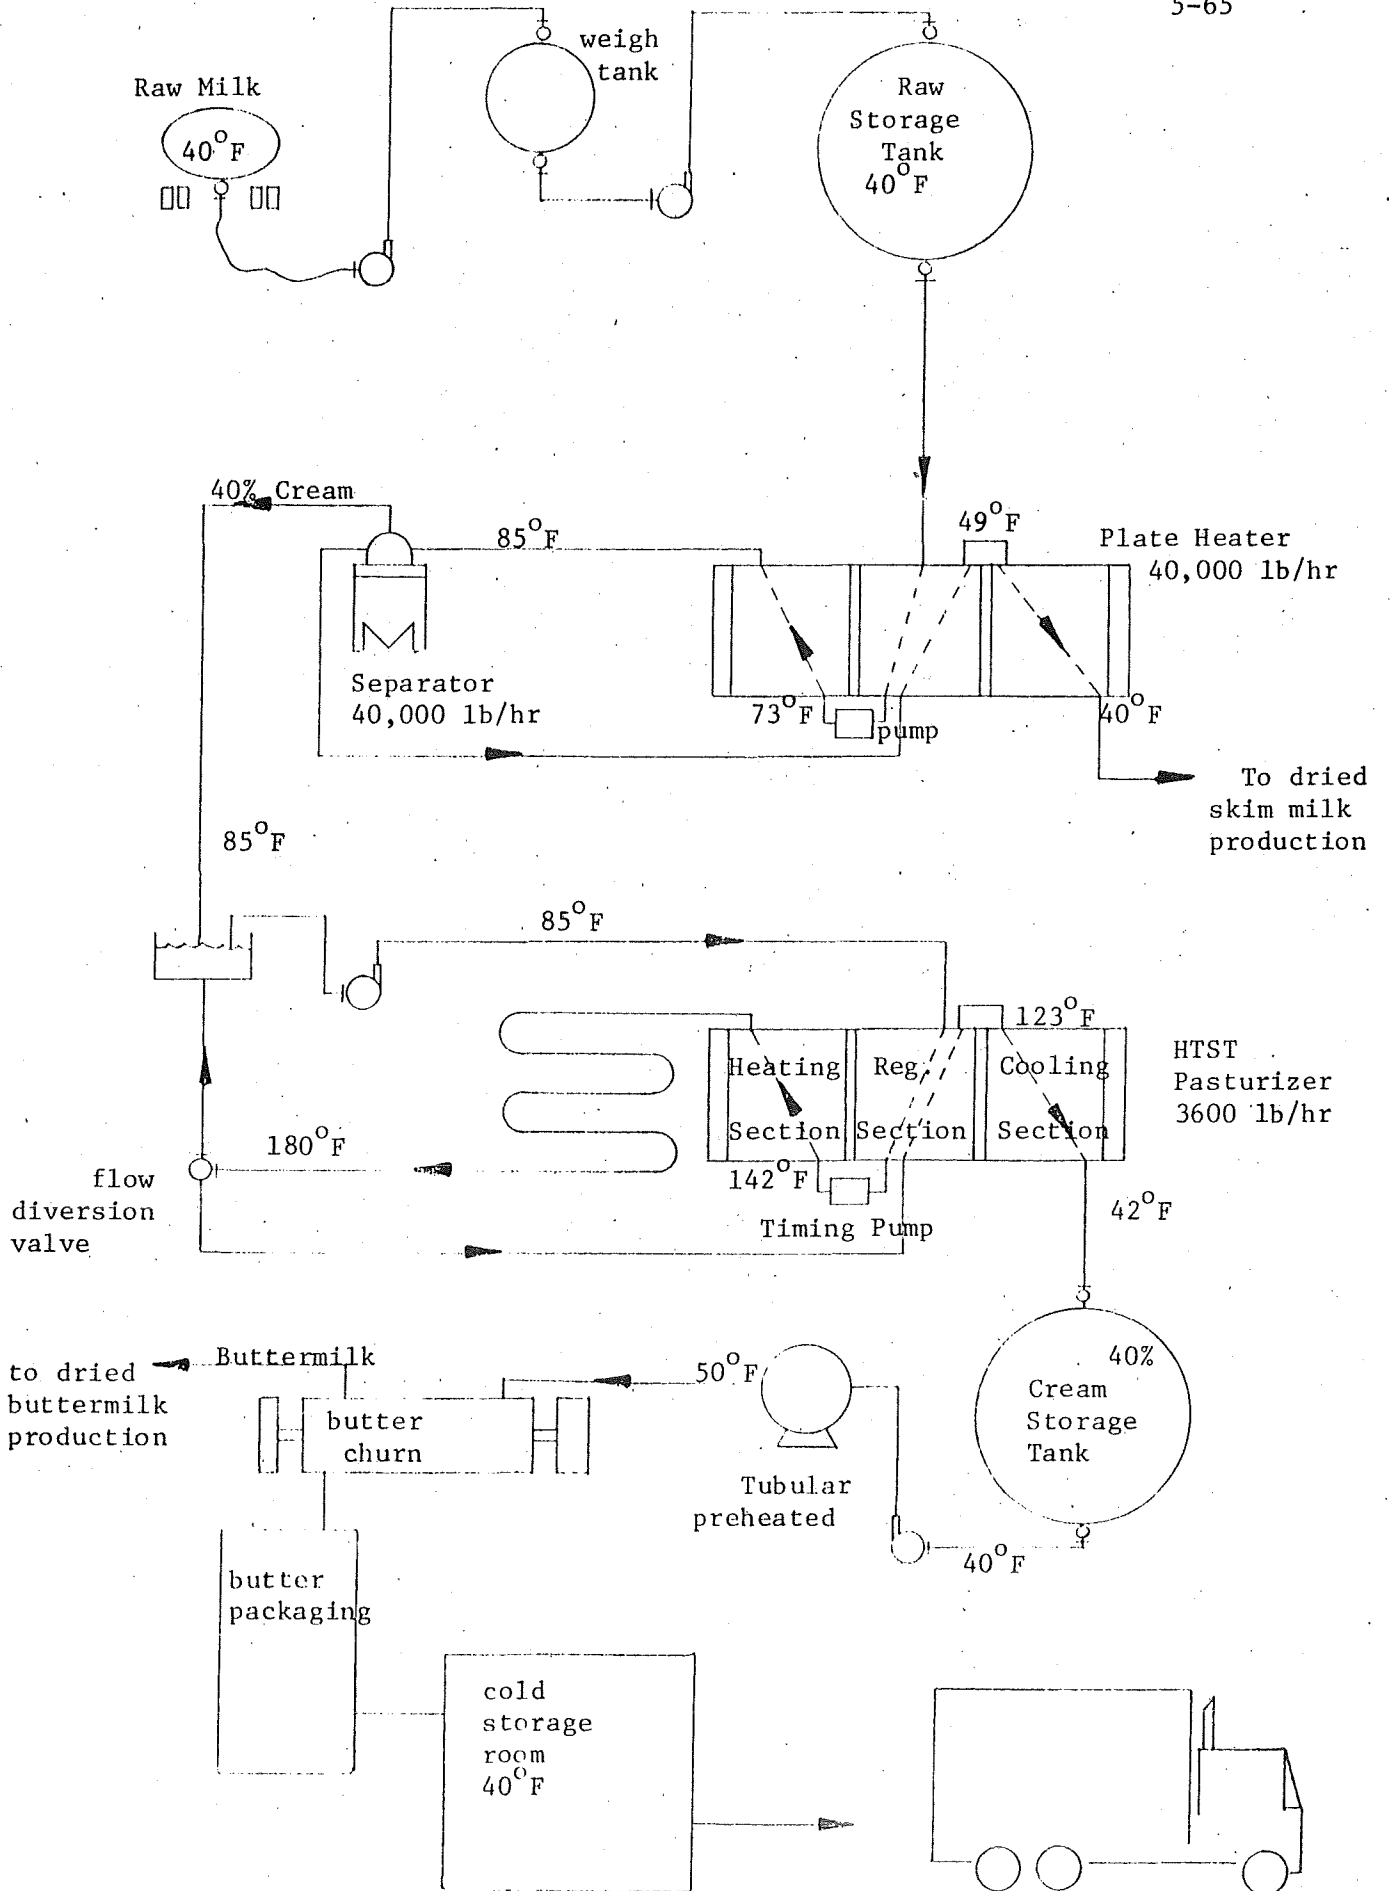 5-65
weigh
tank
Raw Milk
40°F
Raw
Storage
Tank
40°F
40% Cream
85°F
49°F
Plate Heater
40,000 lb/hr
Separator
40,000 lb/hr
73°F
pump
40°F
To dried
skim milk
production
85°F
85°F
123°F
Heating
Section
Reg.
Section
Cooling
Section
HTST
Pasturizer
3600 lb/hr
180°F
142°F
flow
diversion
valve
Timing Pump
42°F
Buttermilk
to dried
buttermilk
production
butter
churn
50°F
40%
Cream
Storage
Tank
Tubular
preheated
40°F
butter
packaging
cold
storage
room
40°F